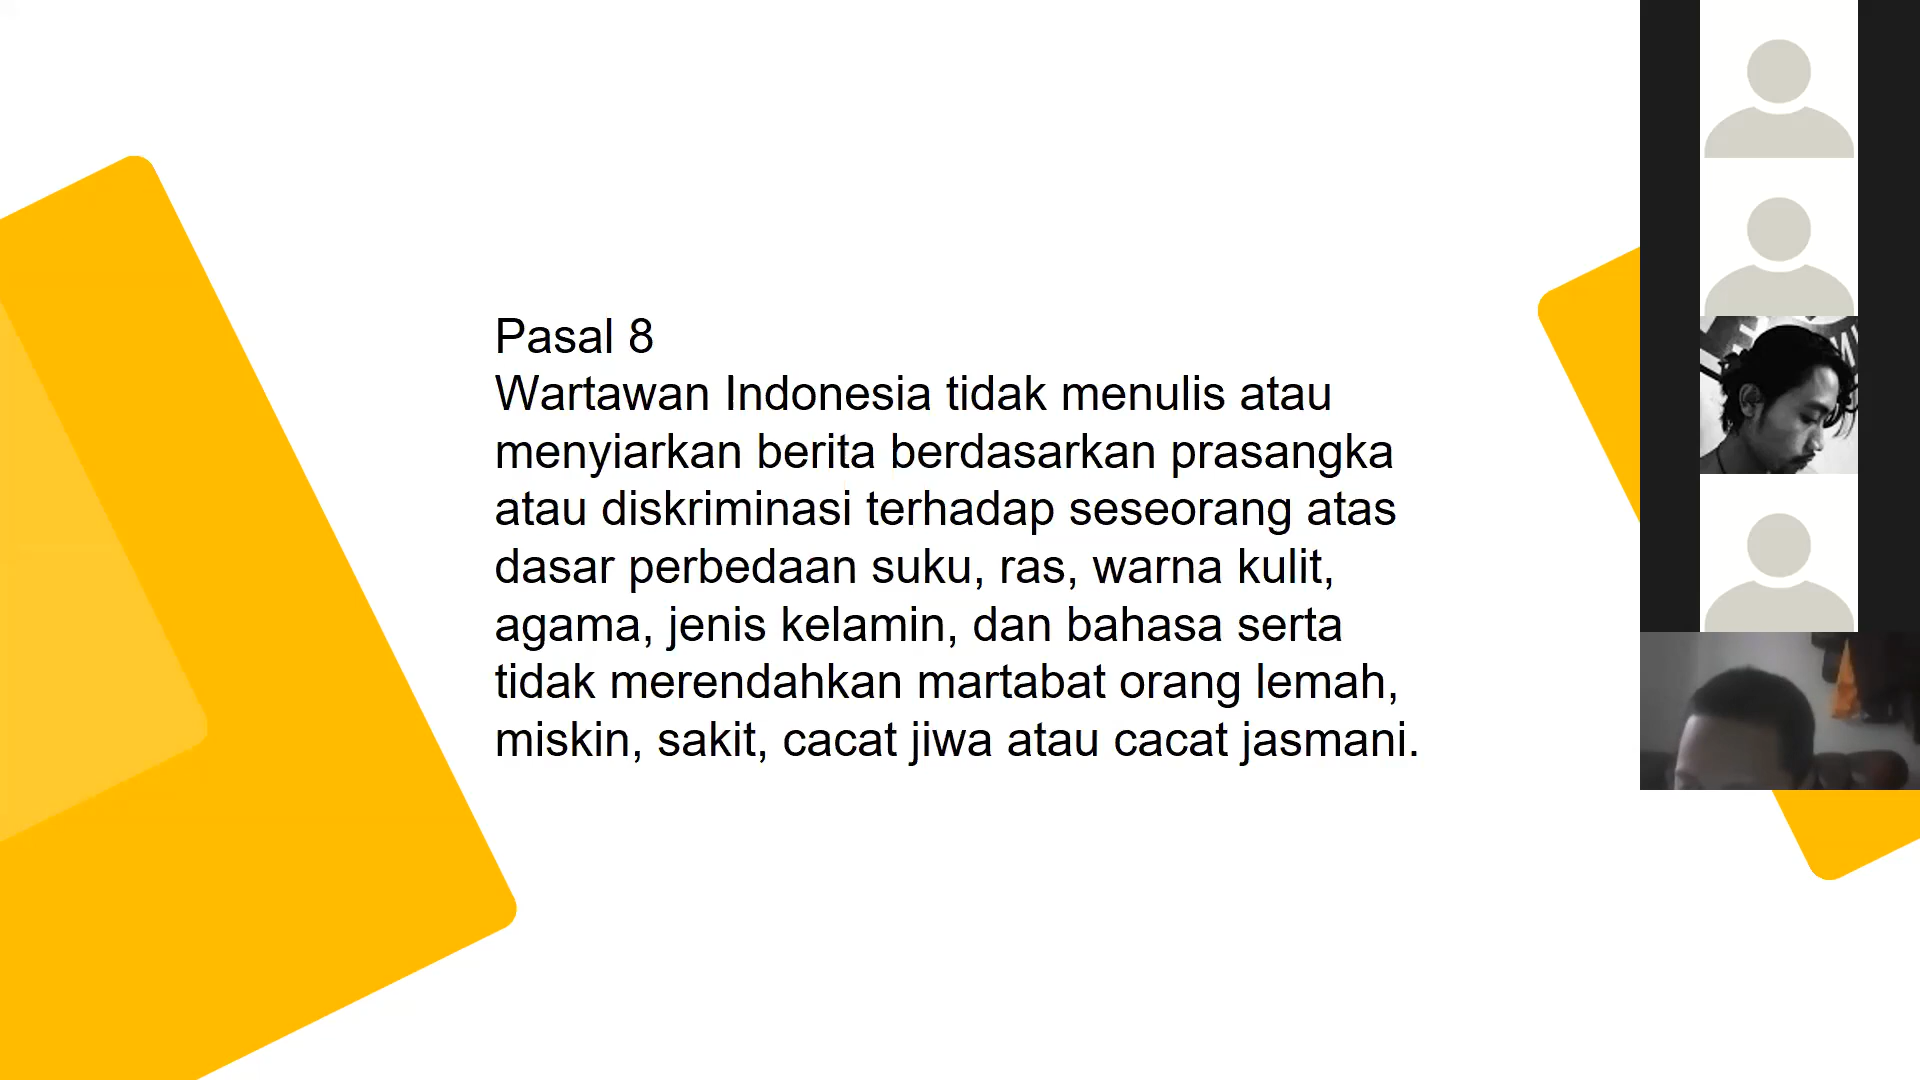 Pasal 8
Wartawan Indonesia tidak menulis atau
menyiarkan berita berdasarkan prasangka
atau diskriminasi terhadap seseorang atas
dasar perbedaan suku, ras, warna kulit,
agama, jenis kelamin, dan bahasa serta
tidak merendahkan martabat orang lemah,
miskin, sakit, cacat jiwa atau cacat jasmani.